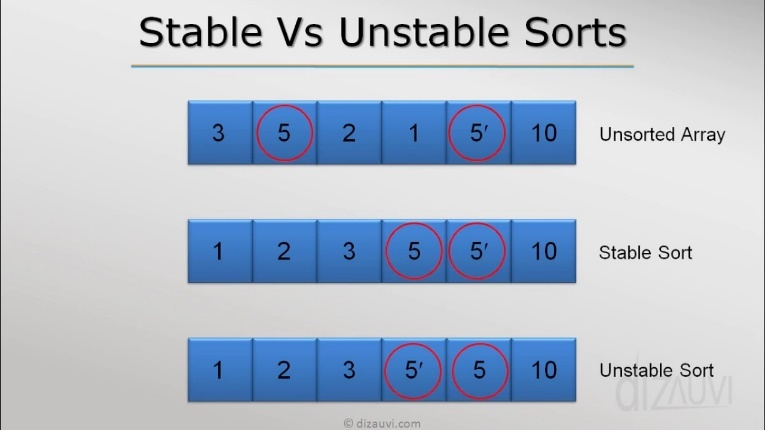 Stable Vs Unstable Sorts
3 5 2 1 5′ 10 Unsorted Array
1 2 3 5 5′ 10 Stable Sort
1 2 3 5′ 5 10 Unstable Sort
dizauvi
© dizauvi.com